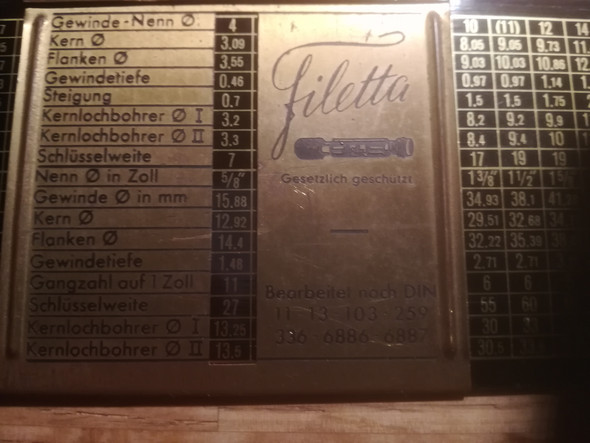 Gewinde-Nenn Ø 4
Kern Ø 3,09
Flanken Ø 3,55
Gewindetiefe 0.46
Steigung 0.7
Kernlochbohrer Ø I 3,2
Kernlochbohrer Ø II 3.3
Schlüsselweite 7
Nenn Ø in Zoll 5/8"
Gewinde Ø in mm 15,88
Kern Ø 12,92
Flanken Ø 14,4
Gewindetiefe 1,48
Gangzahl auf 1 Zoll 11
Schlüsselweite 27
Kernlochbohrer Ø I 13,25
Kernlochbohrer Ø II 13,5
Filetta
Gesetzlich geschützt
Bearbeitet nach DIN
11 · 13 · 103 · 259
336 · 6886 · 6887
10 (11) 12 14
8,05 9,05 9,73
9,03 10,03 10,86
0,97 0,97 1,14
1,5 1,5 1,75
8,2 9,2 9,9
8,4 9,4 10
17 19 19
1 3/8" 1 1/2"
34,93 38,1
29.51 32,68
32,22 35,39
2,71 2,71
6 6
55 60
30
30,5